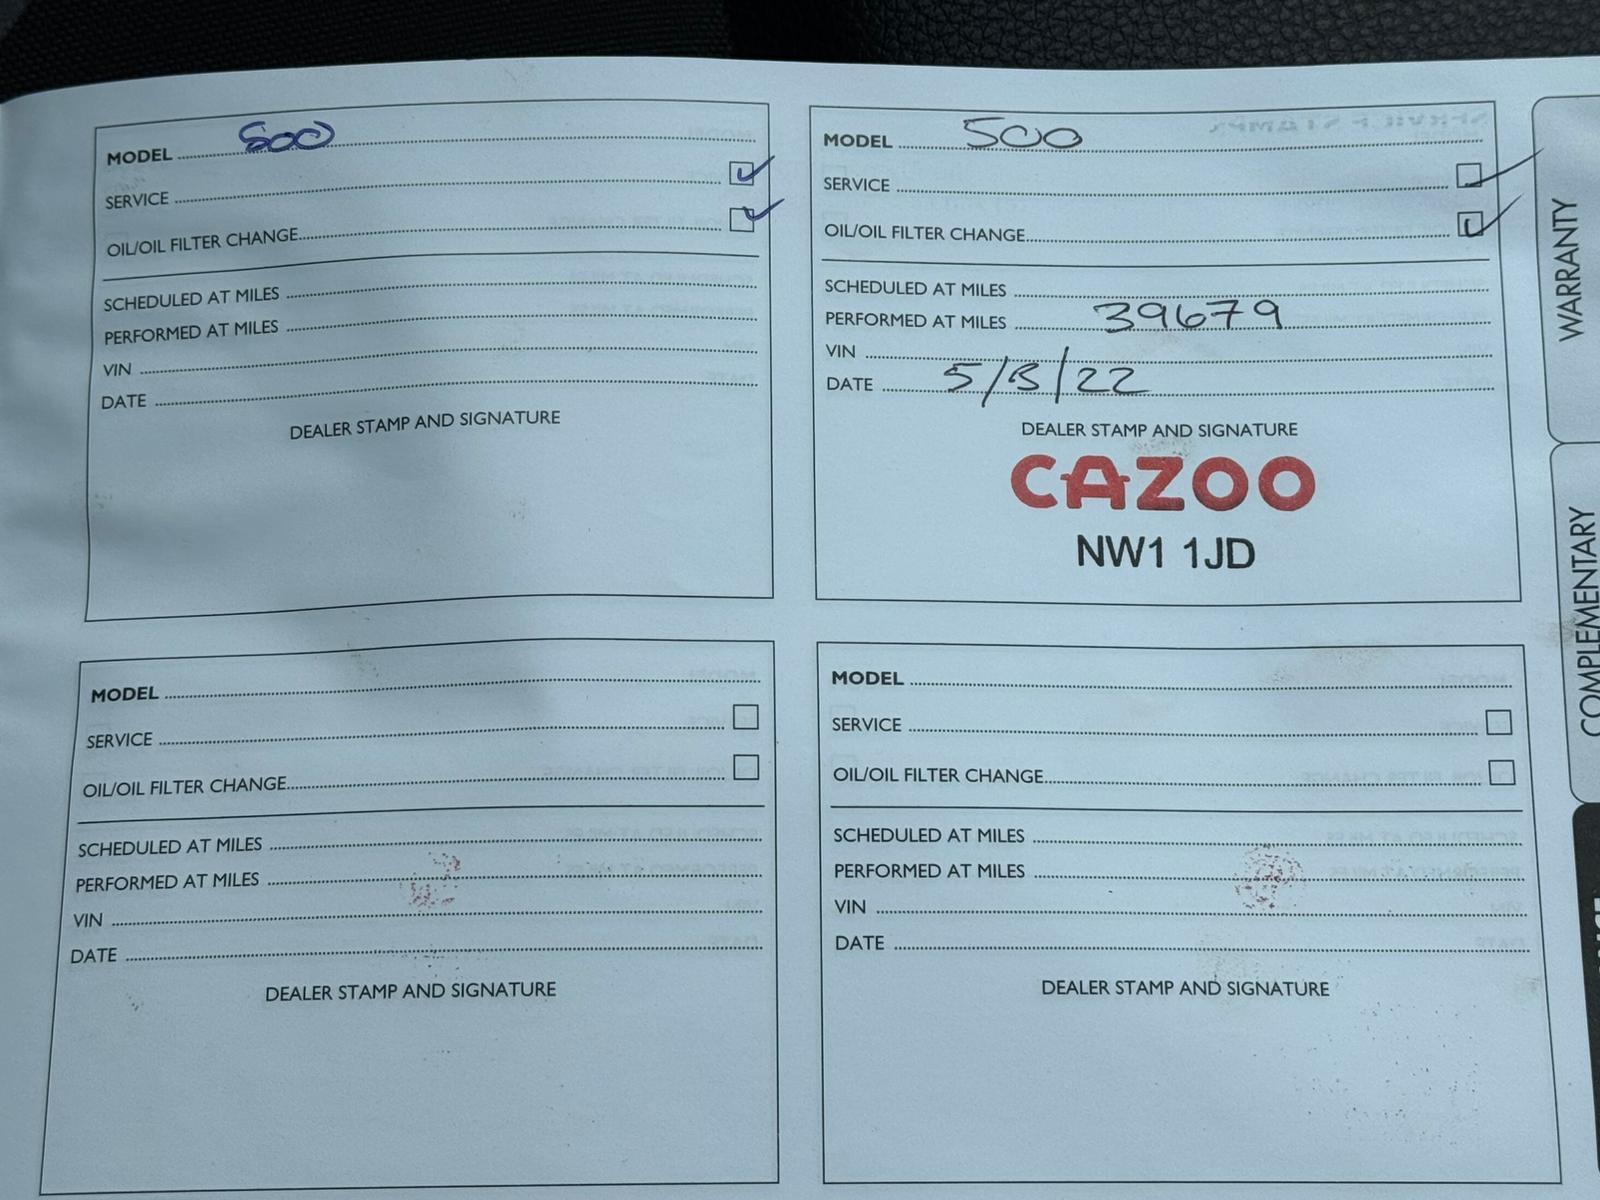 MODEL 500
SERVICE
OIL/OIL FILTER CHANGE
SCHEDULED AT MILES
PERFORMED AT MILES
VIN
DATE
DEALER STAMP AND SIGNATURE
MODEL 500
SERVICE
OIL/OIL FILTER CHANGE
SCHEDULED AT MILES
PERFORMED AT MILES 39679
VIN
DATE 5/3/22
DEALER STAMP AND SIGNATURE
CAZOO
NW1 1JD
MODEL
SERVICE
OIL/OIL FILTER CHANGE
SCHEDULED AT MILES
PERFORMED AT MILES
VIN
DATE
DEALER STAMP AND SIGNATURE
MODEL
SERVICE
OIL/OIL FILTER CHANGE
SCHEDULED AT MILES
PERFORMED AT MILES
VIN
DATE
DEALER STAMP AND SIGNATURE
WARRANTY
COMPLEMENTARY